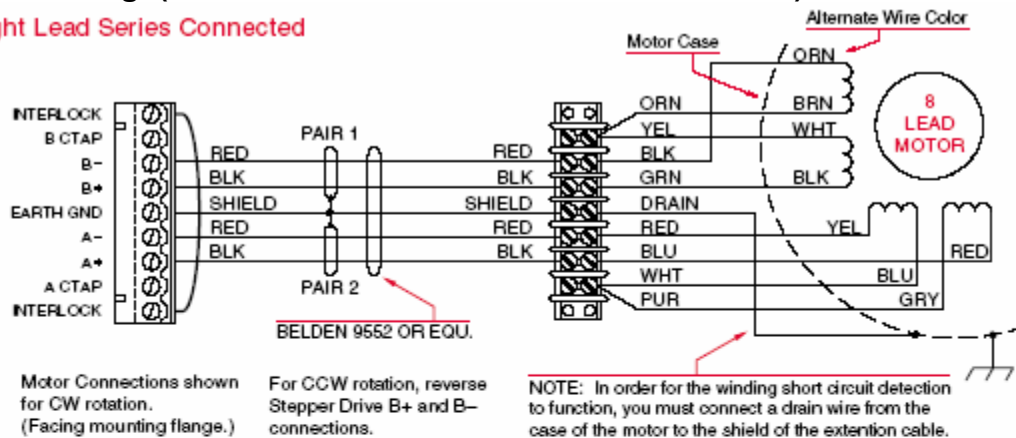 ght Lead Series Connected
Alternate Wire Color
Motor Case
ORN
INTERLOCK
B CTAP
B-
B+
EARTH GND
A-
A+
A CTAP
INTERLOCK
PAIR 1
RED
BLK
SHIELD
RED
BLK
PAIR 2
RED
BLK
SHIELD
RED
BLK
BELDEN 9552 OR EQU.
ORN
YEL
BLK
GRN
DRAIN
RED
BLU
WHT
PUR
BRN
WHT
BLK
YEL
RED
BLU
GRY
8
LEAD
MOTOR
Motor Connections shown
for CW rotation.
(Facing mounting flange.)
For CCW rotation, reverse
Stepper Drive B+ and B–
connections.
NOTE: In order for the winding short circuit detection
to function, you must connect a drain wire from the
case of the motor to the shield of the extention cable.